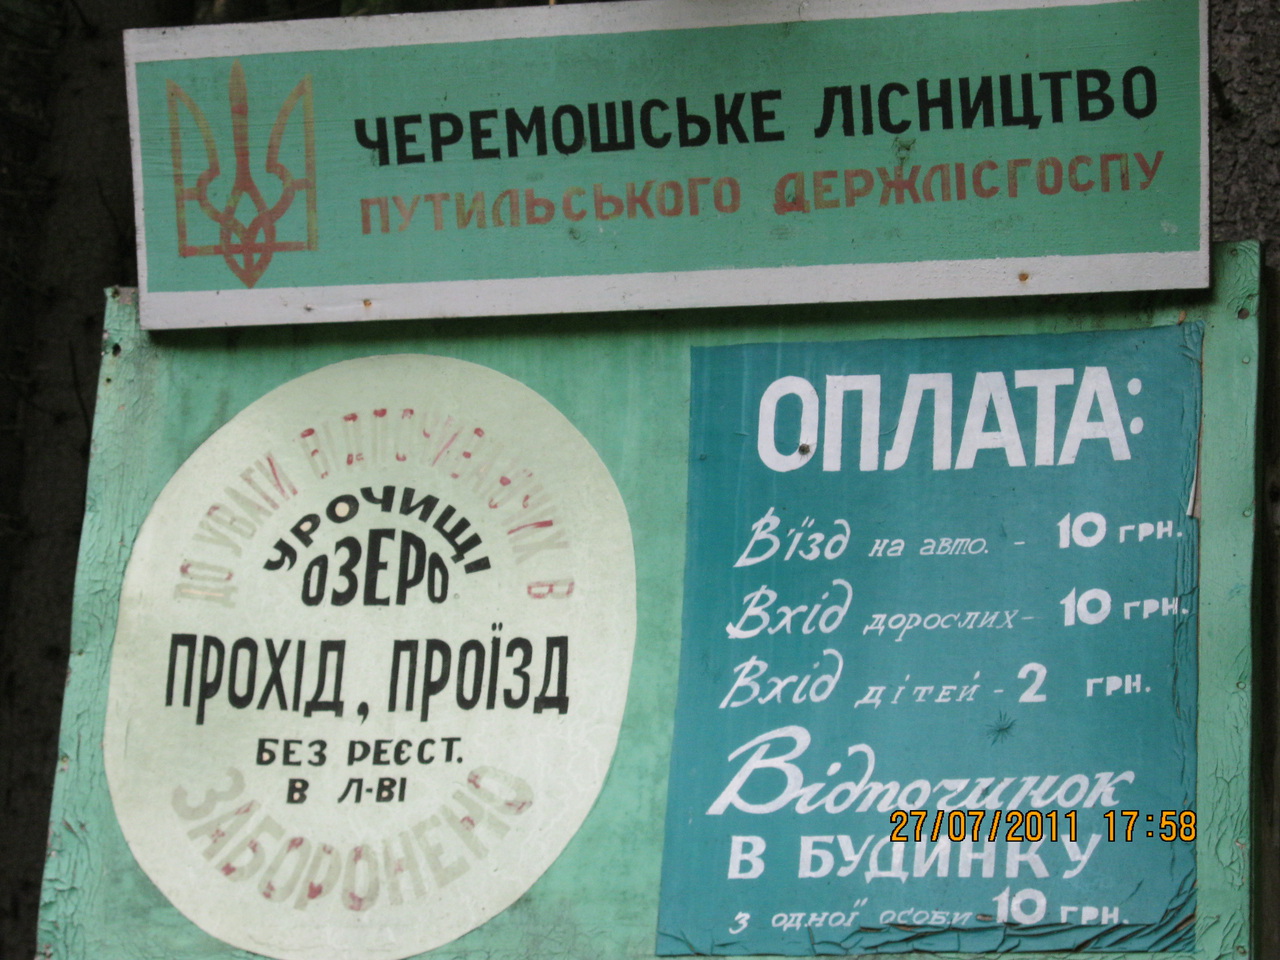 ЧЕРЕМОШСЬКЕ ЛІСНИЦТВО
ПУТИЛЬСЬКОГО ДЕРЖЛІСГОСПУ
ДО УВАГИ ВІДПОЧИВАЮЧИХ В
УРОЧИЩІ
ОЗЕРО
ПРОХІД, ПРОЇЗД
БЕЗ РЕЄСТ.
В Л-ВІ
ЗАБОРОНЕНО
ОПЛАТА:
В'їзд на авто. - 10 грн.
Вхід дорослих - 10 грн.
Вхід дітей - 2 грн.
Відпочинок
В БУДИНКУ
з одної особи 10 грн.
27/07/2011 17:58